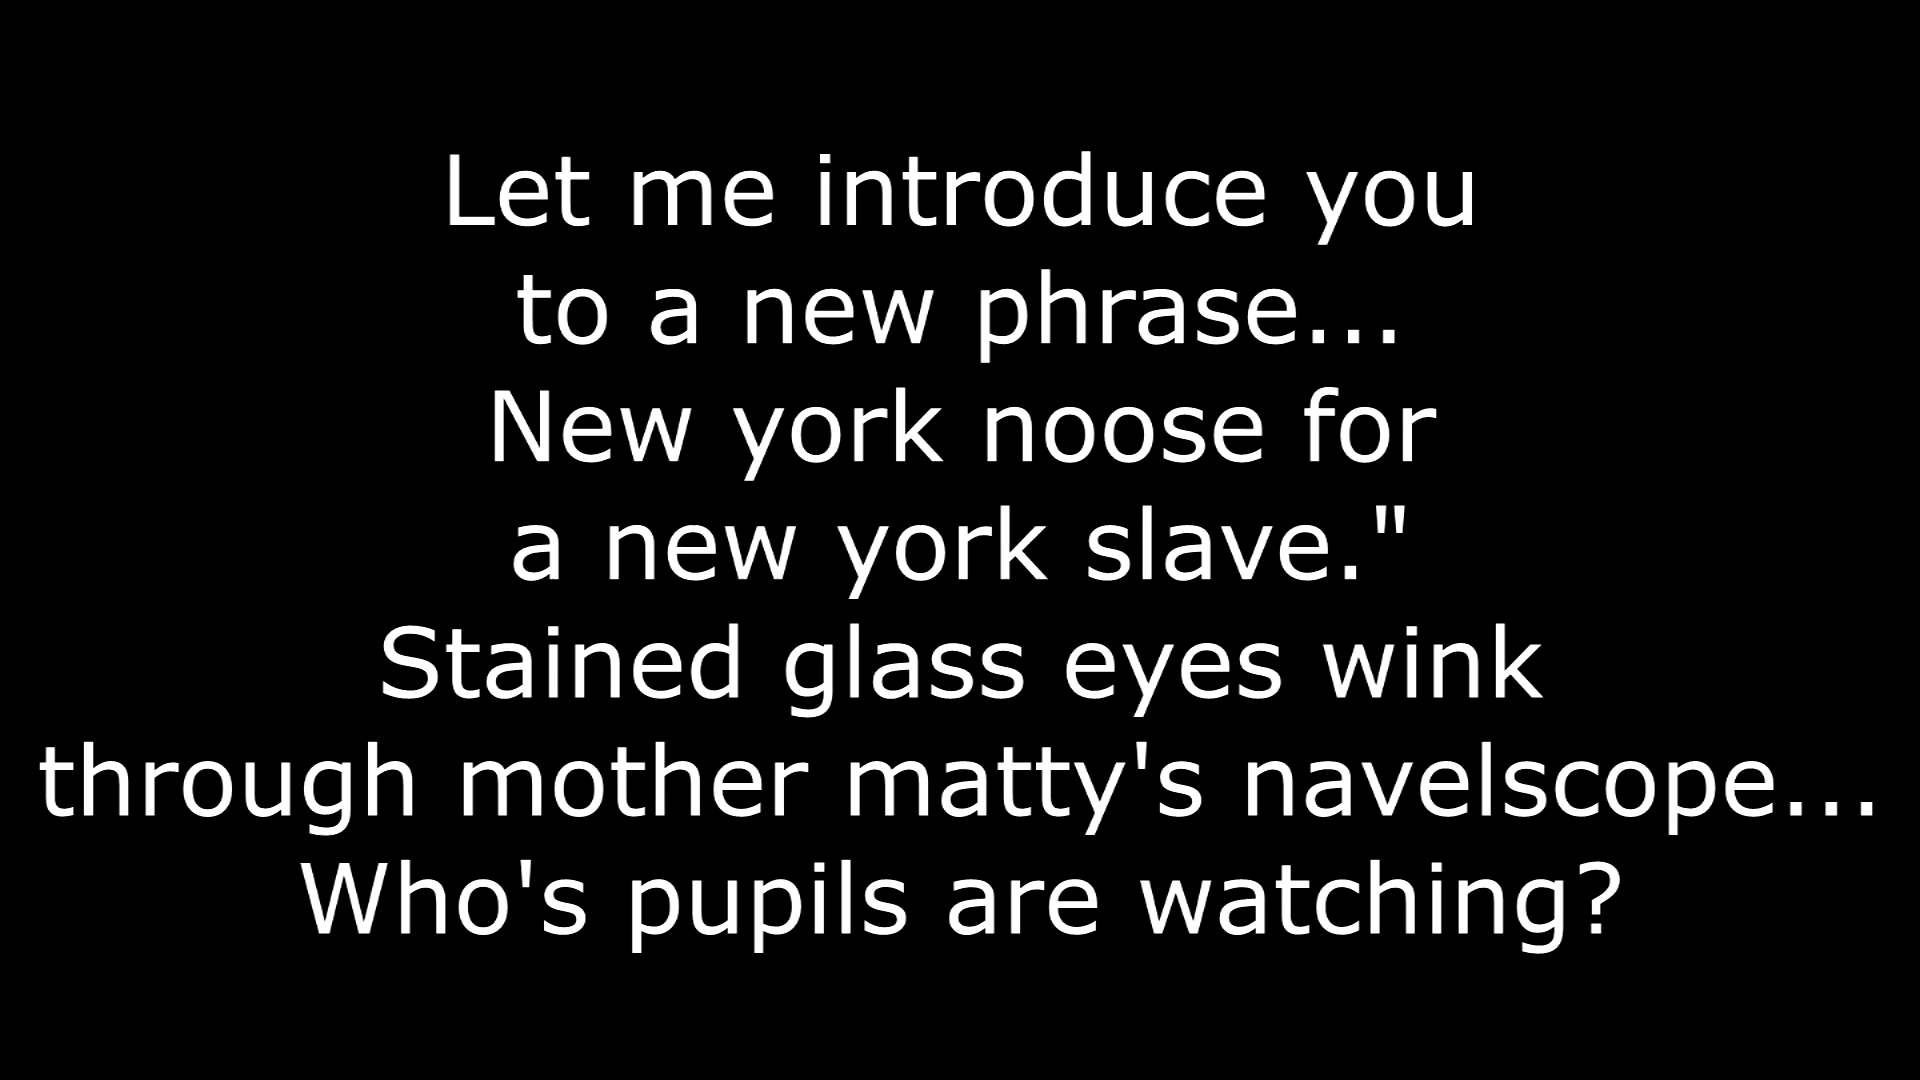 Let me introduce you
to a new phrase...
New york noose for
a new york slave."
Stained glass eyes wink
through mother matty's navelscope...
Who's pupils are watching?